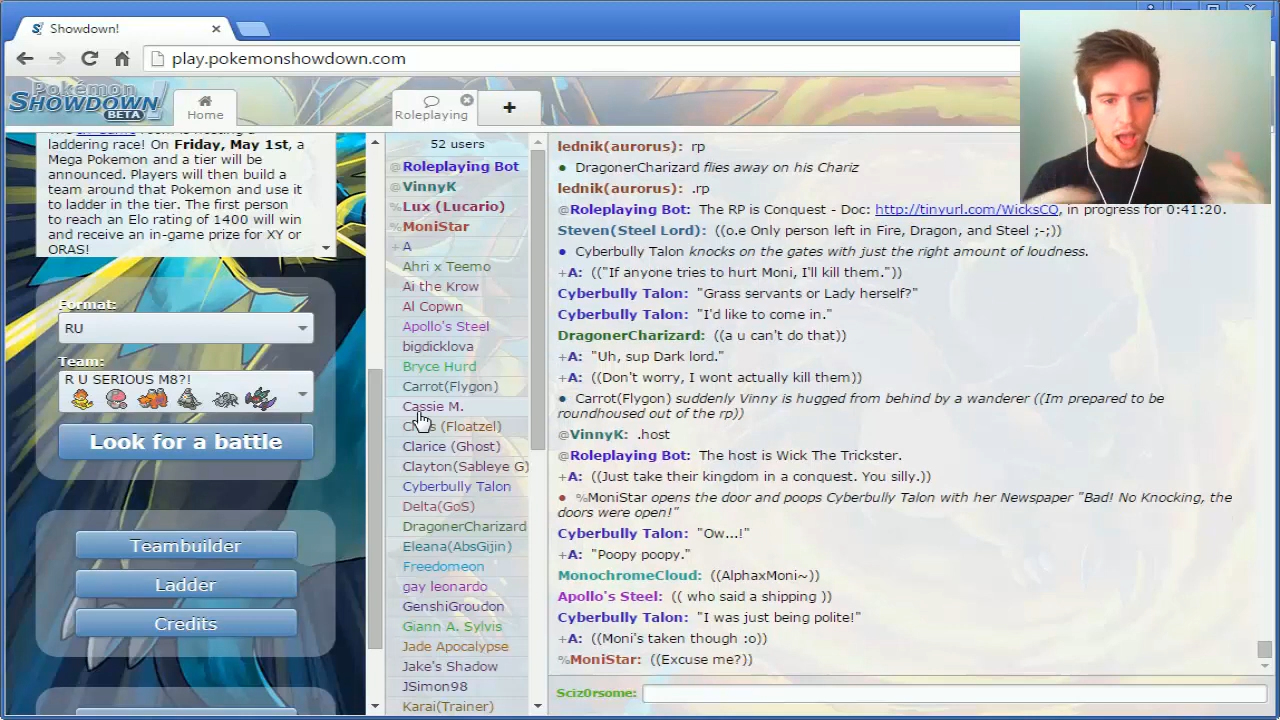 Showdown!
play.pokemonshowdown.com
Pokémon
SHOWDOWN
BETA
Home
Roleplaying
laddering race! On Friday, May 1st, a
Mega Pokemon and a tier will be
announced. Players will then build a
team around that Pokemon and use it
to ladder in the tier. The first person
to reach an Elo rating of 1400 will win
and receive an in-game prize for XY or
ORAS!
Format:
RU
Team:
R U SERIOUS M8?!
Look for a battle
Teambuilder
Ladder
Credits
52 users
@Roleplaying Bot
@VinnyK
%Lux (Lucario)
%MoniStar
+A
Ahri x Teemo
Ai the Krow
Al Copwn
Apollo's Steel
bigdicklova
Bryce Hurd
Carrot(Flygon)
Cassie M.
(Floatzel)
Clarice (Ghost)
Clayton(Sableye G)
Cyberbully Talon
Delta(GoS)
DragonerCharizard
Eleana(AbsGijin)
Freedomeon
gay leonardo
GenshiGroudon
Giann A. Sylvis
Jade Apocalypse
Jake's Shadow
JSimon98
Karai(Trainer)
lednik(aurorus): rp
• DragonerCharizard flies away on his Chariz
lednik(aurorus): .rp
@Roleplaying Bot: The RP is Conquest - Doc: http://tinyurl.com/WicksCQ, in progress for 0:41:20.
Steven(Steel Lord): ((o.e Only person left in Fire, Dragon, and Steel ;-;))
• Cyberbully Talon knocks on the gates with just the right amount of loudness.
+A: (("If anyone tries to hurt Moni, I'll kill them."))
Cyberbully Talon: "Grass servants or Lady herself?"
Cyberbully Talon: "I'd like to come in."
DragonerCharizard: ((a u can't do that))
+A: "Uh, sup Dark lord."
+A: ((Don't worry, I wont actually kill them))
• Carrot(Flygon) suddenly Vinny is hugged from behind by a wanderer ((Im prepared to be
roundhoused out of the rp))
@VinnyK: .host
@Roleplaying Bot: The host is Wick The Trickster.
+A: ((Just take their kingdom in a conquest. You silly.))
• %MoniStar opens the door and poops Cyberbully Talon with her Newspaper "Bad! No Knocking, the
doors were open!"
Cyberbully Talon: "Ow...!"
+A: "Poopy poopy."
MonochromeCloud: ((AlphaxMoni~))
Apollo's Steel: (( who said a shipping ))
Cyberbully Talon: "I was just being polite!"
+A: ((Moni's taken though :o))
%MoniStar: ((Excuse me?))
Sciz0rsome: